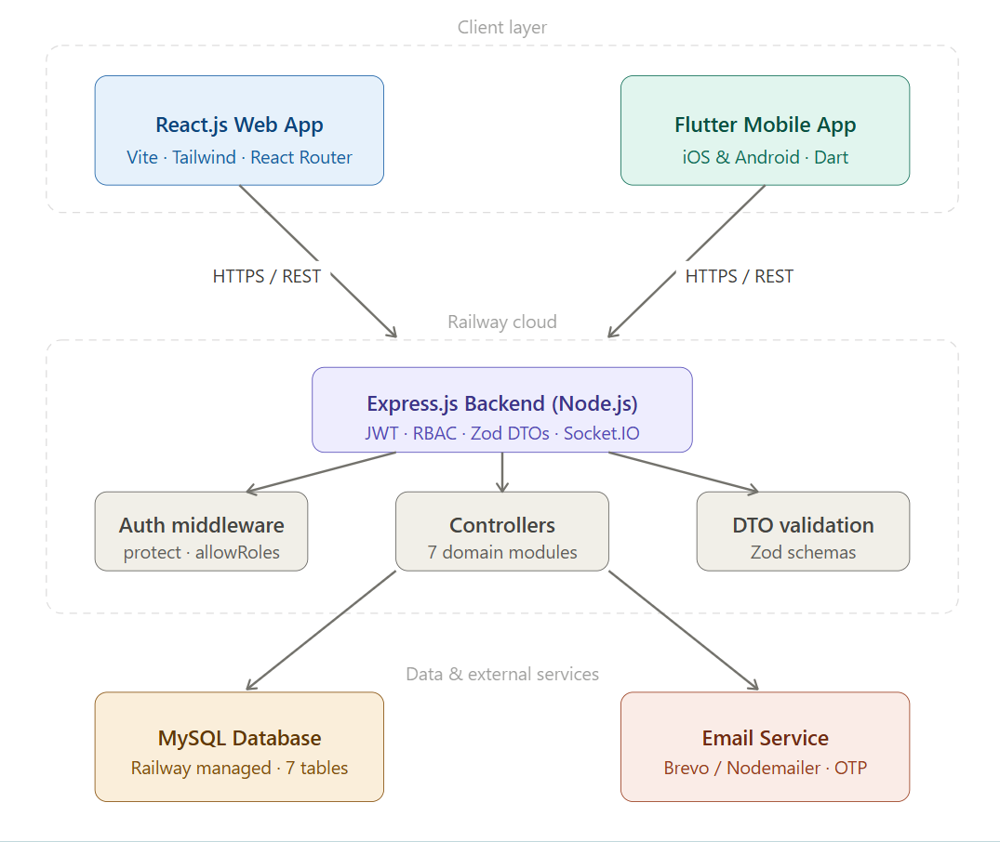 Client layer
React.js Web App
Vite · Tailwind · React Router
Flutter Mobile App
iOS & Android · Dart
HTTPS / REST
HTTPS / REST
Railway cloud
Express.js Backend (Node.js)
JWT · RBAC · Zod DTOs · Socket.IO
Auth middleware
protect · allowRoles
Controllers
7 domain modules
DTO validation
Zod schemas
Data & external services
MySQL Database
Railway managed · 7 tables
Email Service
Brevo / Nodemailer · OTP